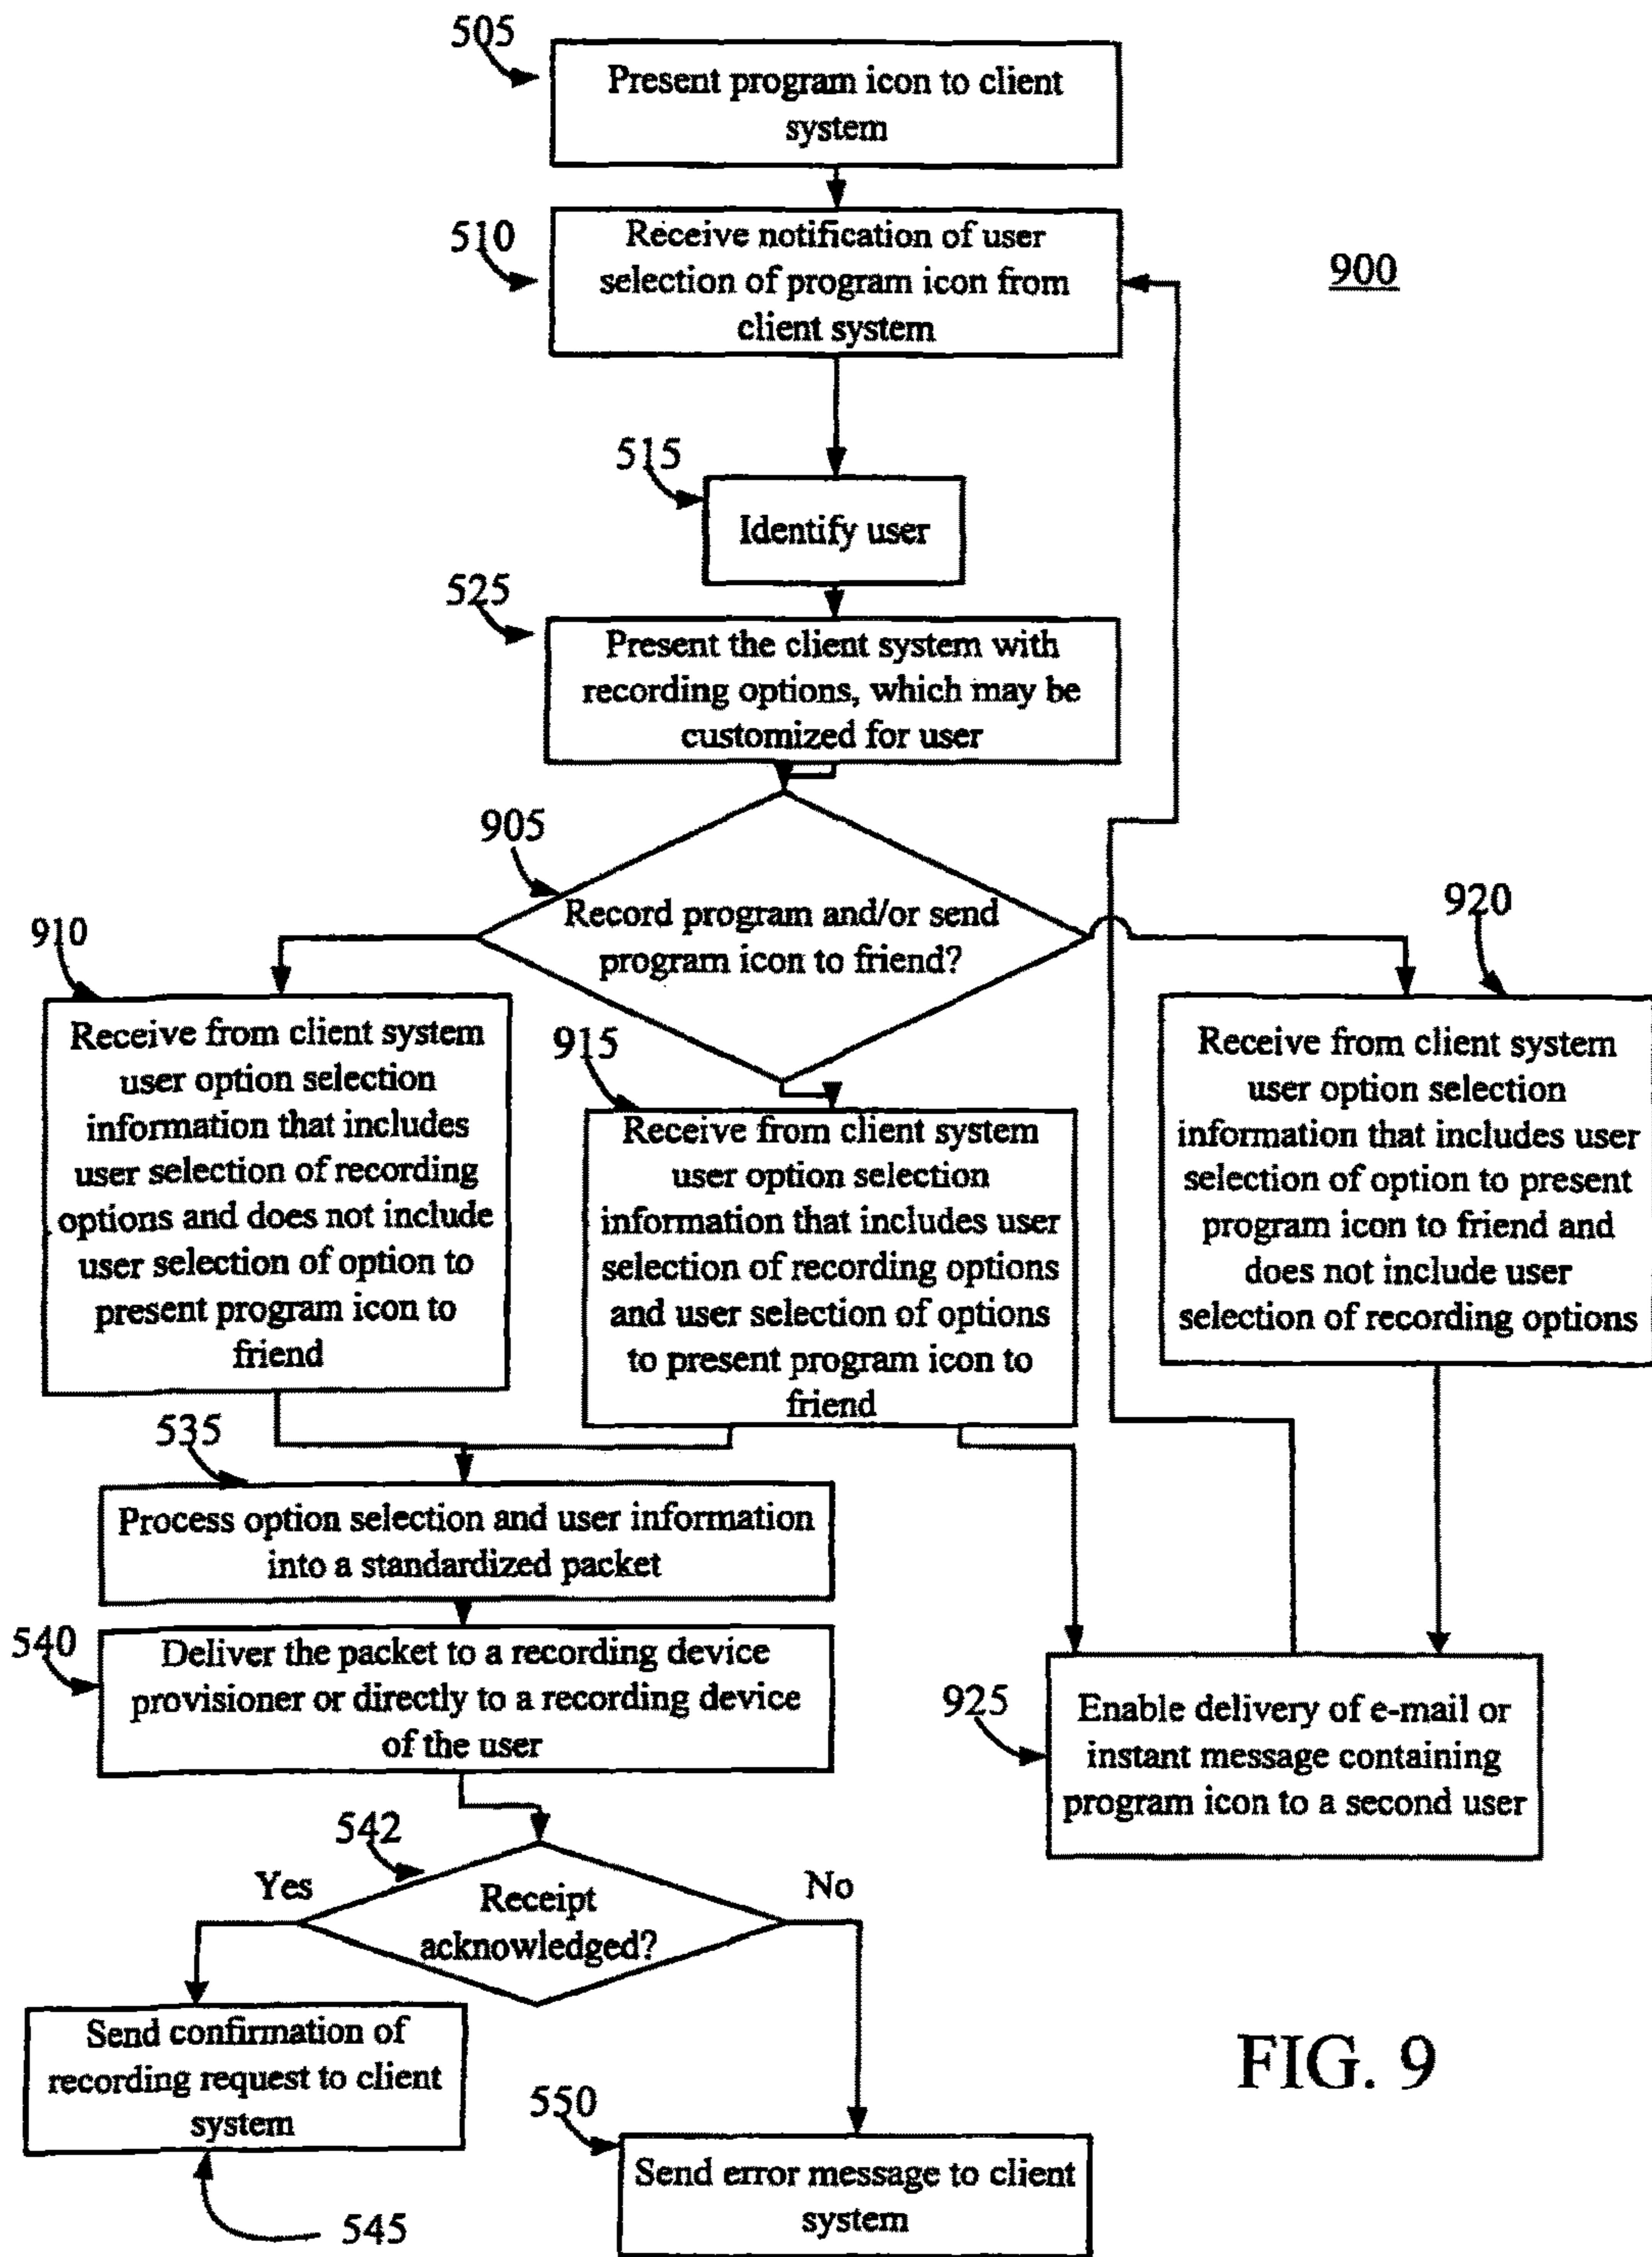 505
Present program icon to client
system
510
Receive notification of user
selection of program icon from
client system
900
515
Identify user
525
Present the client system with
recording options, which may be
customized for user
905
Record program and/or send
program icon to friend?
910
Receive from client system
user option selection
information that includes
user selection of recording
options and does not include
user selection of option to
present program icon to
friend
915
Receive from client system
user option selection
information that includes user
selection of recording options
and user selection of options
to present program icon to
friend
920
Receive from client system
user option selection
information that includes user
selection of option to present
program icon to friend and
does not include user
selection of recording options
535
Process option selection and user information
into a standardized packet
540
Deliver the packet to a recording device
provisioner or directly to a recording device
of the user
925
Enable delivery of e-mail or
instant message containing
program icon to a second user
542
Yes
Receipt
acknowledged?
No
Send confirmation of
recording request to client
system
545
550
Send error message to client
system
FIG. 9